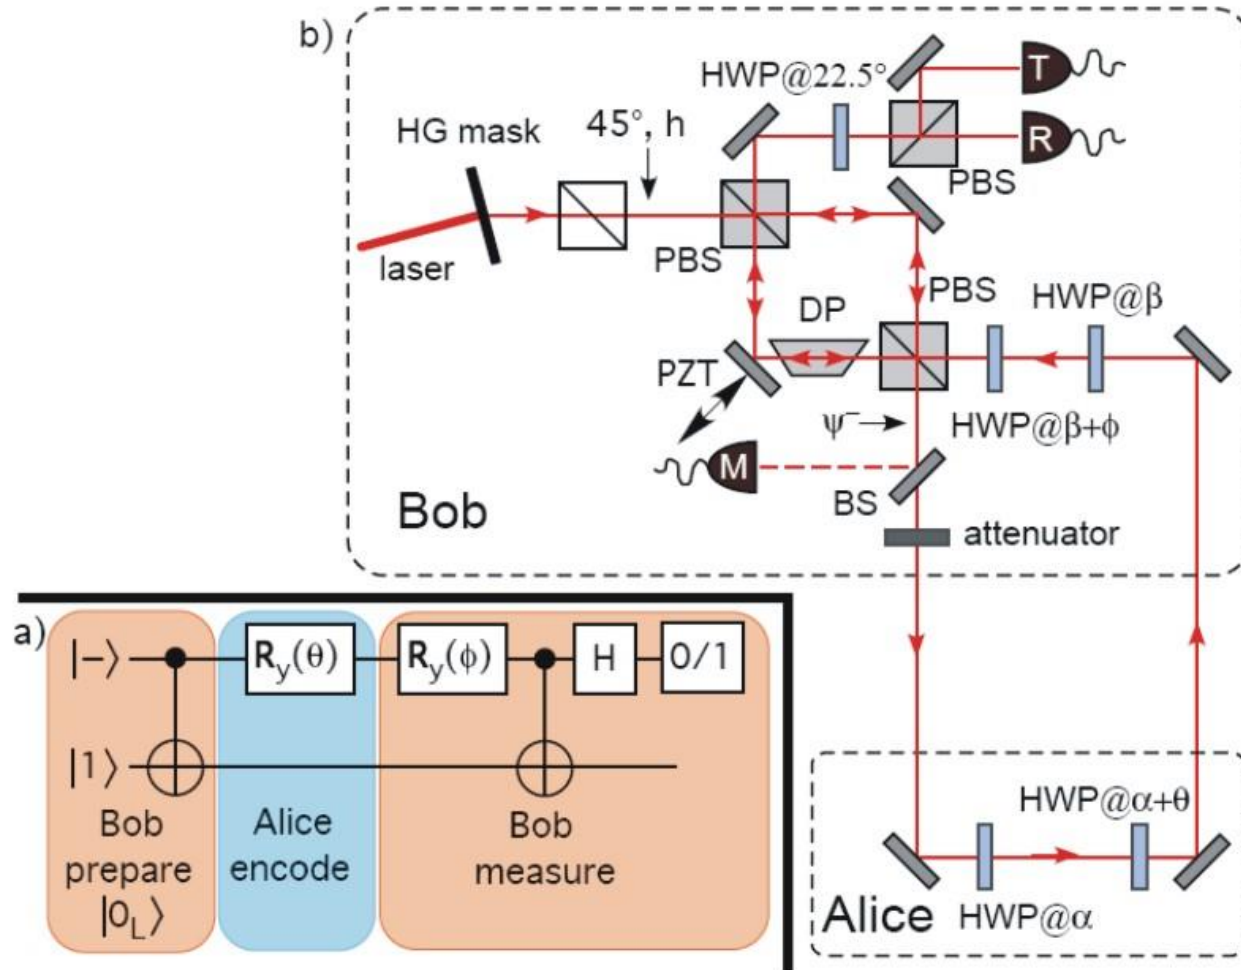 b)
HWP@22.5°
T
HG mask
45°, h
R
PBS
laser
PBS
PBS
DP
HWP@β
PZT
ψ⁻
HWP@β+ϕ
M
BS
Bob
attenuator
a)
|−⟩
R_y(θ)
R_y(ϕ)
H
0/1
|1⟩
Bob
prepare
|0_L⟩
Alice
encode
Bob
measure
HWP@α+θ
Alice
HWP@α